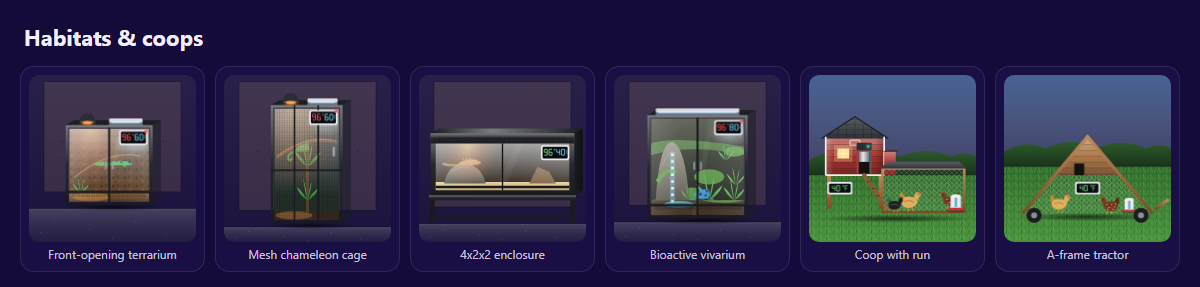 Habitats & coops
96° 60%
96° 60%
96° 40%
96° 80%
40°F
40°F
Front-opening terrarium
Mesh chameleon cage
4x2x2 enclosure
Bioactive vivarium
Coop with run
A-frame tractor